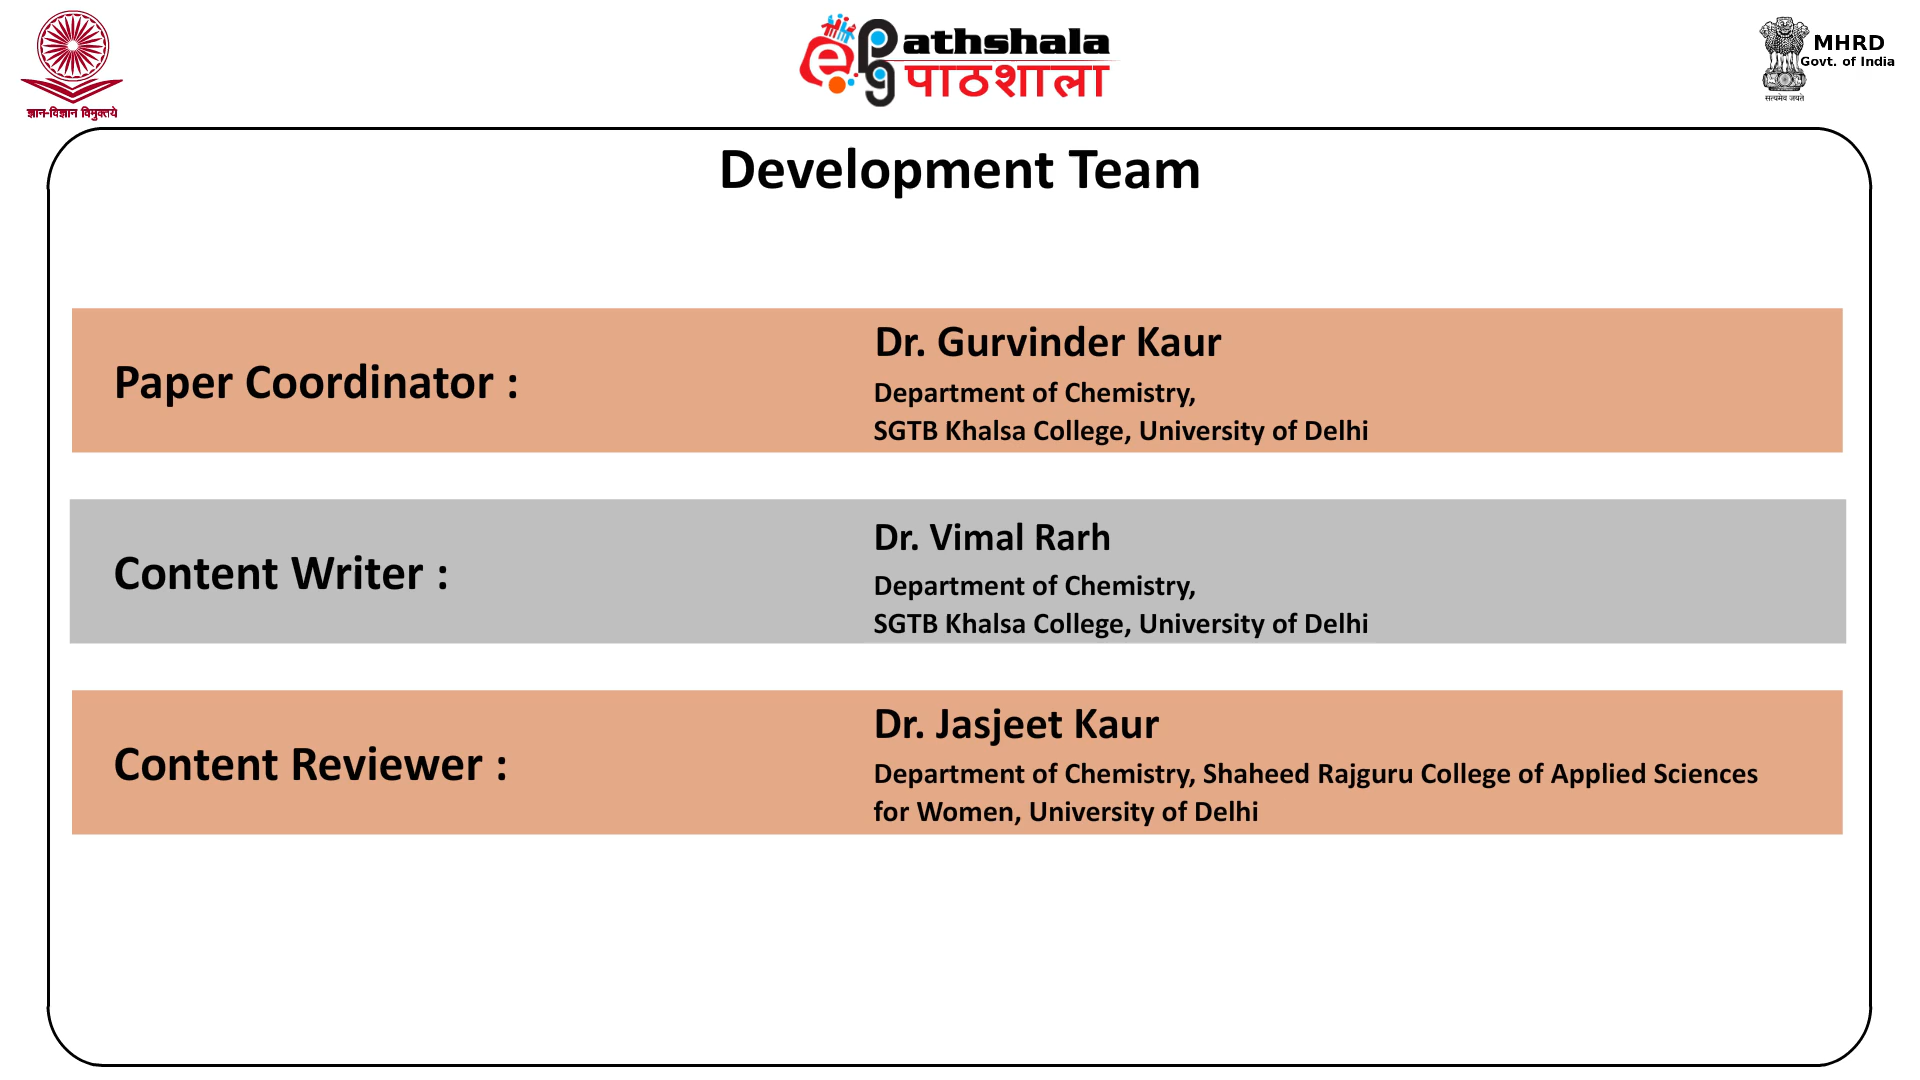 ज्ञान-विज्ञान विमुक्तये
e PG athshala
पाठशाला
MHRD
Govt. of India
सत्यमेव जयते
Development Team
Paper Coordinator :
Dr. Gurvinder Kaur
Department of Chemistry,
SGTB Khalsa College, University of Delhi
Content Writer :
Dr. Vimal Rarh
Department of Chemistry,
SGTB Khalsa College, University of Delhi
Content Reviewer :
Dr. Jasjeet Kaur
Department of Chemistry, Shaheed Rajguru College of Applied Sciences
for Women, University of Delhi